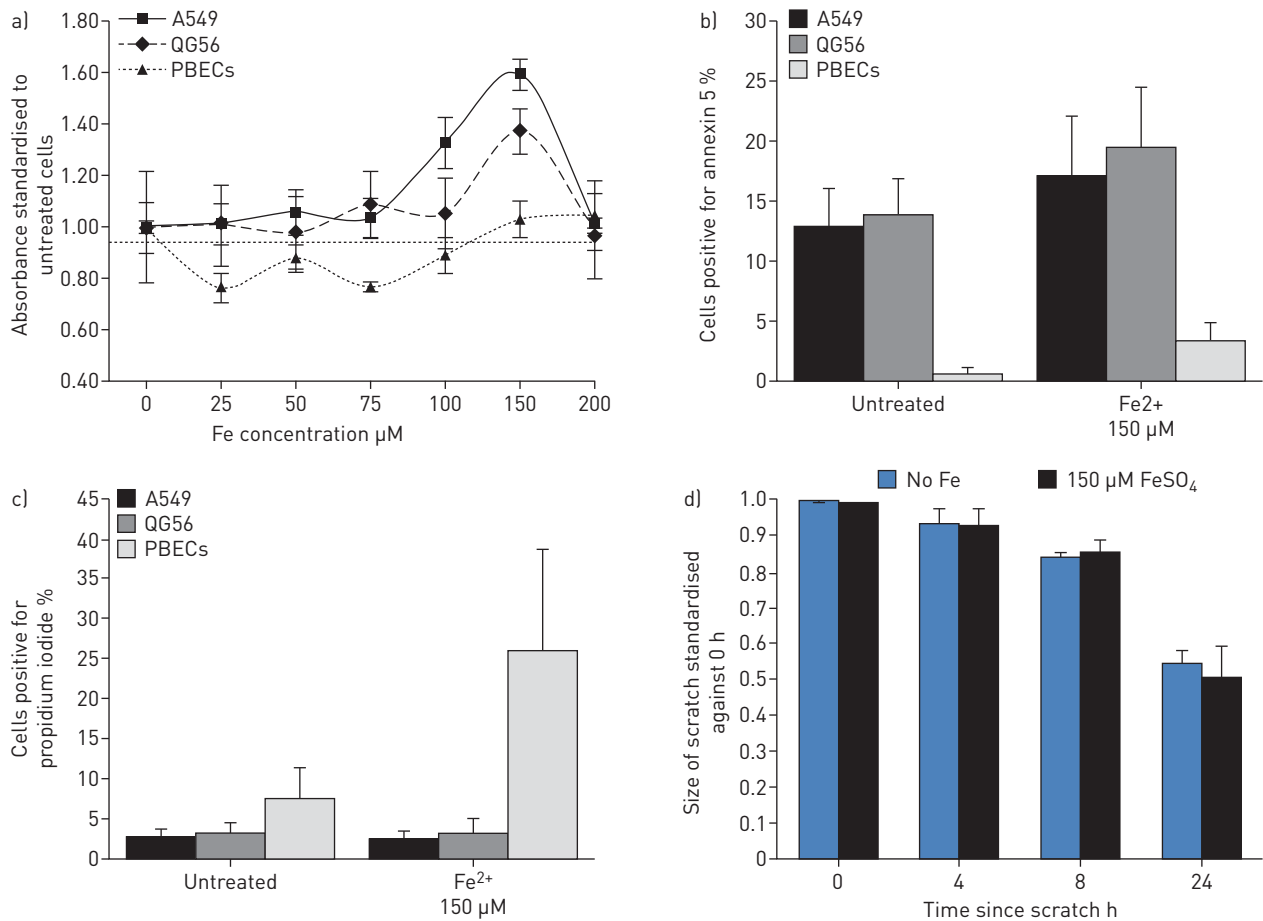 a)
A549
QG56
PBECs
1.80
1.60
1.40
1.20
1.00
0.80
0.60
0.40
Absorbance standardised to
untreated cells
0 25 50 75 100 150 200
Fe concentration µM
b)
A549
QG56
PBECs
30
25
20
15
10
5
0
Cells positive for annexin 5 %
Untreated Fe2+
150 µM
c)
A549
QG56
PBECs
45
40
35
30
25
20
15
10
5
0
Cells positive for
propidium iodide %
Untreated Fe²⁺
150 µM
d)
No Fe 150 µM FeSO₄
1.0
0.9
0.8
0.7
0.6
0.5
0.4
0.3
0.2
0.1
0
Size of scratch standardised
against 0 h
0 4 8 24
Time since scratch h